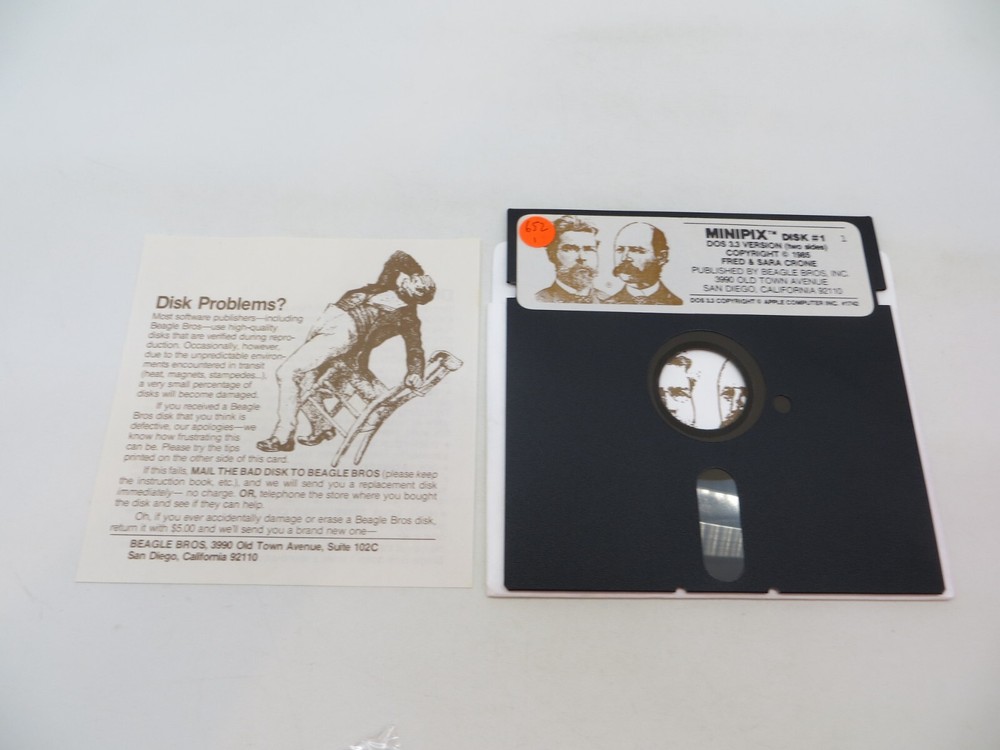 Disk Problems?
Most software publishers—including
Beagle Bros—use high-quality
disks that are verified during repro-
duction. Occasionally, however,
due to the unpredictable environ-
ments encountered in transit
(heat, magnets, stampedes...),
a very small percentage of
disks will become damaged.
If you received a Beagle
Bros disk that you think is
defective, our apologies—we
know how frustrating this
can be. Please try the tips
printed on the other side of this card.
If this fails, MAIL THE BAD DISK TO BEAGLE BROS (please keep
the instruction book, etc.), and we will send you a replacement disk
immediately— no charge. OR, telephone the store where you bought
the disk and see if they can help.
Oh, if you ever accidentally damage or erase a Beagle Bros disk,
return it with $5.00 and we'll send you a brand new one—
BEAGLE BROS, 3990 Old Town Avenue, Suite 102C
San Diego, California 92110
652
1
MINIPIX™ DISK #1 1
DOS 3.3 VERSION (two sides)
COPYRIGHT © 1985
FRED & SARA CRONE
PUBLISHED BY BEAGLE BROS, INC.
3990 OLD TOWN AVENUE
SAN DIEGO, CALIFORNIA 92110
DOS 3.3 COPYRIGHT © APPLE COMPUTER INC. #1742